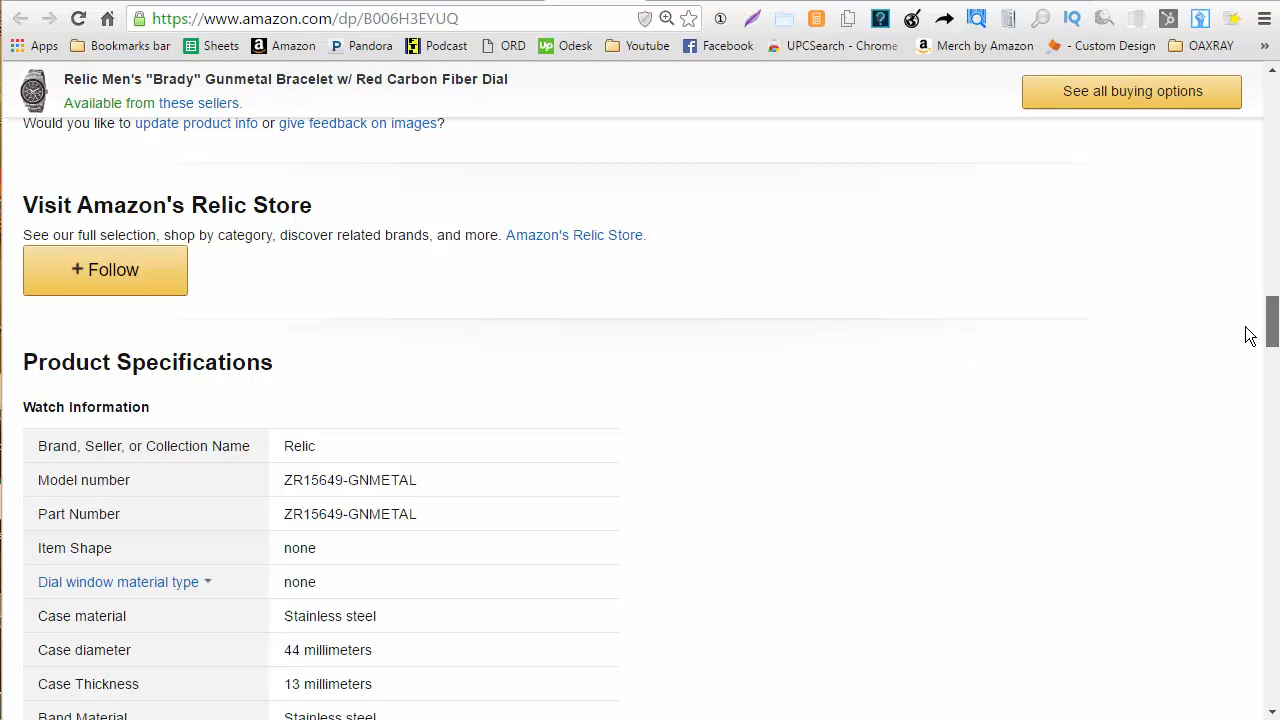 https://www.amazon.com/dp/B006H3EYUQ
Apps Bookmarks bar Sheets Amazon Pandora Podcst ORD Odesk Youtube Facebook UPCSearch - Chrome Merch by Amazon - Custom Design OAXRAY »
Relic Men's "Brady" Gunmetal Bracelet w/ Red Carbon Fiber Dial
Available from these sellers.
See all buying options
Would you like to update product info or give feedback on images?
Visit Amazon's Relic Store
See our full selection, shop by category, discover related brands, and more. Amazon's Relic Store.
+ Follow
Product Specifications
Watch Information
Brand, Seller, or Collection Name Relic
Model number ZR15649-GNMETAL
Part Number ZR15649-GNMETAL
Item Shape none
Dial window material type none
Case material Stainless steel
Case diameter 44 millimeters
Case Thickness 13 millimeters
Band Material Stainless steel